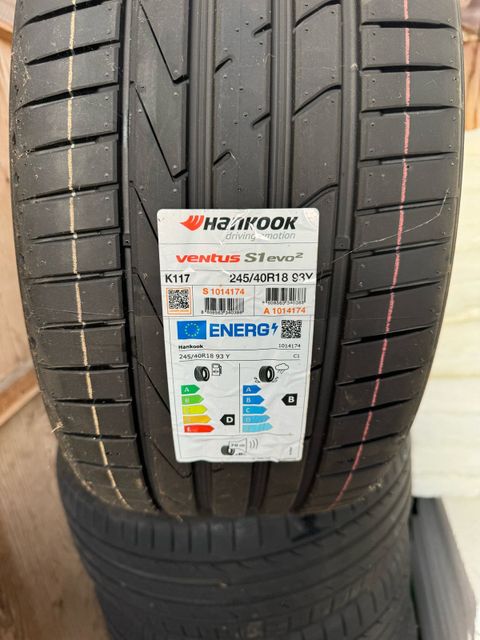 HANKOOK
driving emotion
ventus S1 evo²
K117 245/40R18 93Y
S 1014174
A 1014174
ENERG
Hankook 1014174
245/40R18 93 Y C1
A A
B B B
C C
D D D
E E